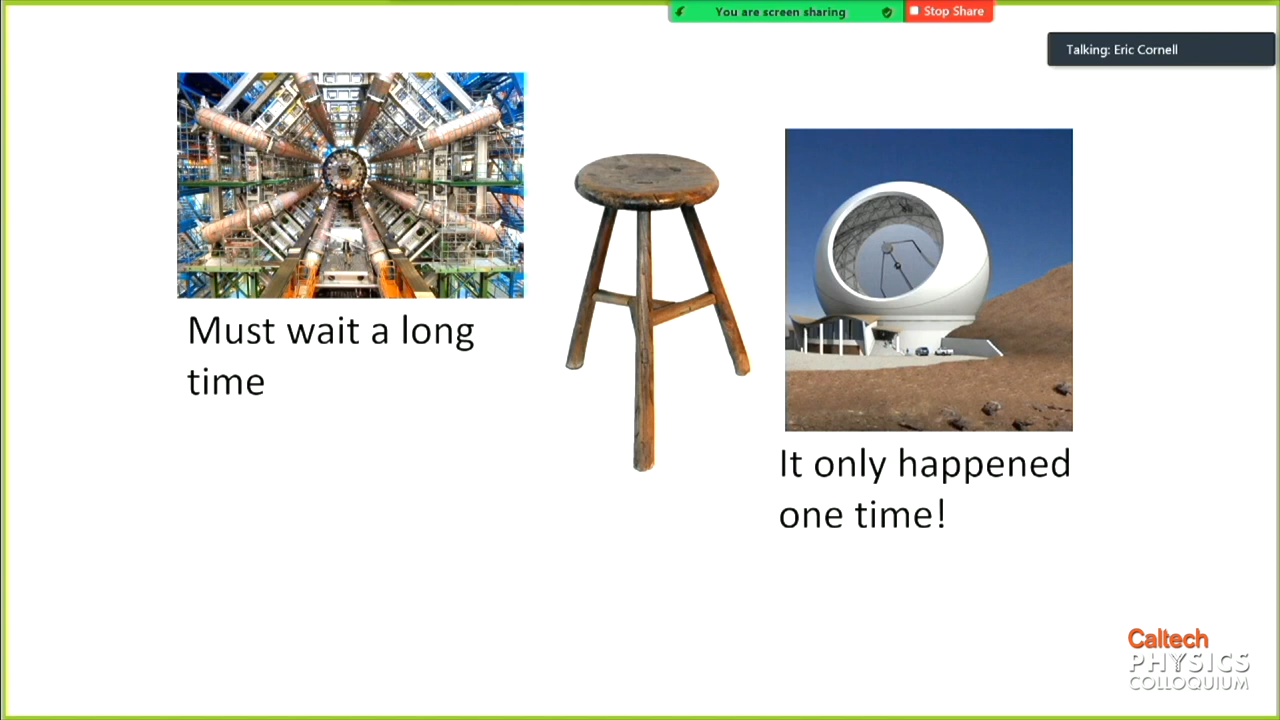 You are screen sharing
Stop Share
Talking: Eric Cornell
Must wait a long
time
It only happened
one time!
Caltech
PHYSICS
COLLOQUIUM